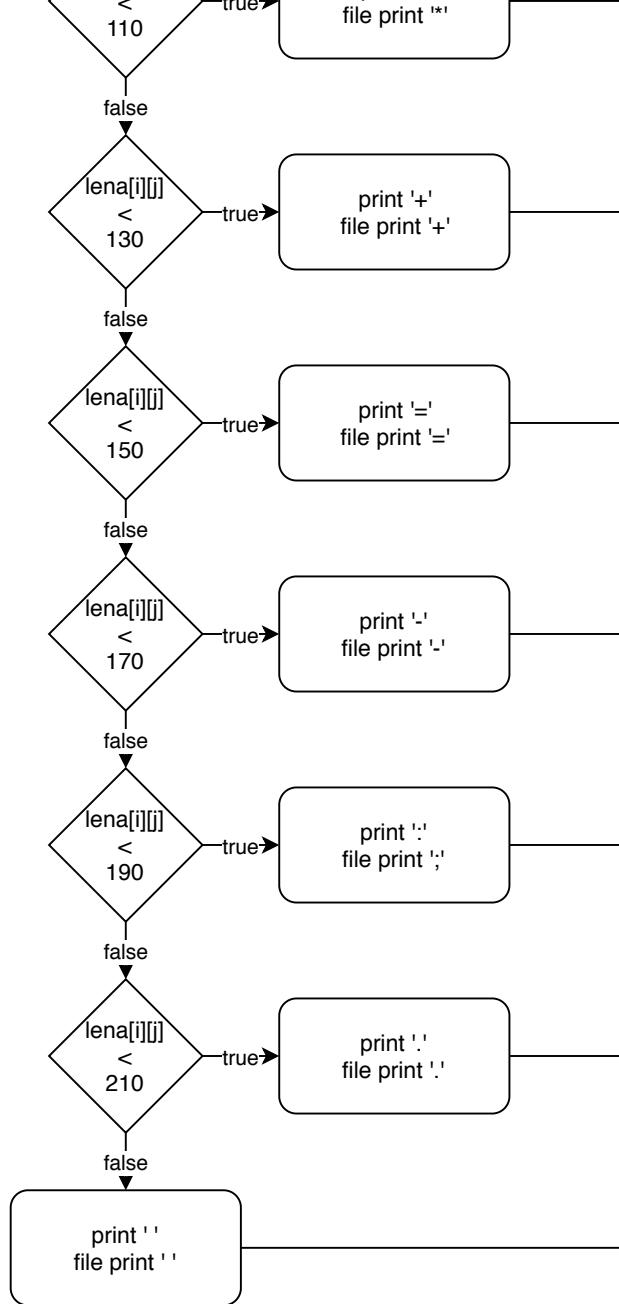 <
110
true
file print '*'
false
lena[i][j]
<
130
true
print '+'
file print '+'
false
lena[i][j]
<
150
true
print '='
file print '='
false
lena[i][j]
<
170
true
print '-'
file print '-'
false
lena[i][j]
<
190
true
print ':'
file print ';'
false
lena[i][j]
<
210
true
print '.'
file print '.'
false
print ' '
file print ' '